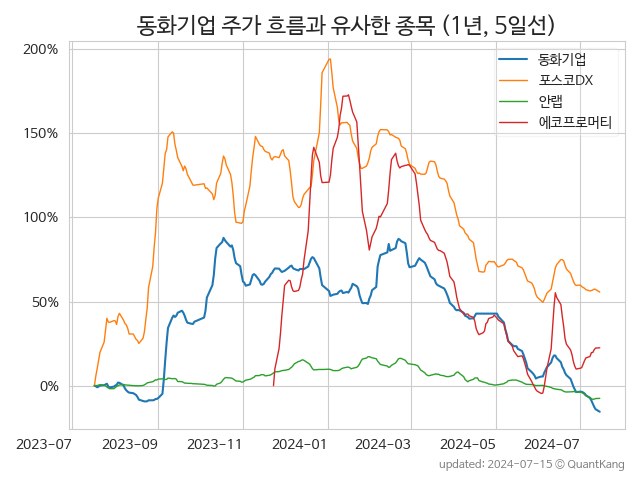 동화기업 주가 흐름과 유사한 종목 (1년, 5일선)
200%
150%
100%
50%
0%
동화기업
포스코DX
안랩
에코프로머티
2023-07
2023-09
2023-11
2024-01
2024-03
2024-05
2024-07
updated: 2024-07-15 © QuantKang